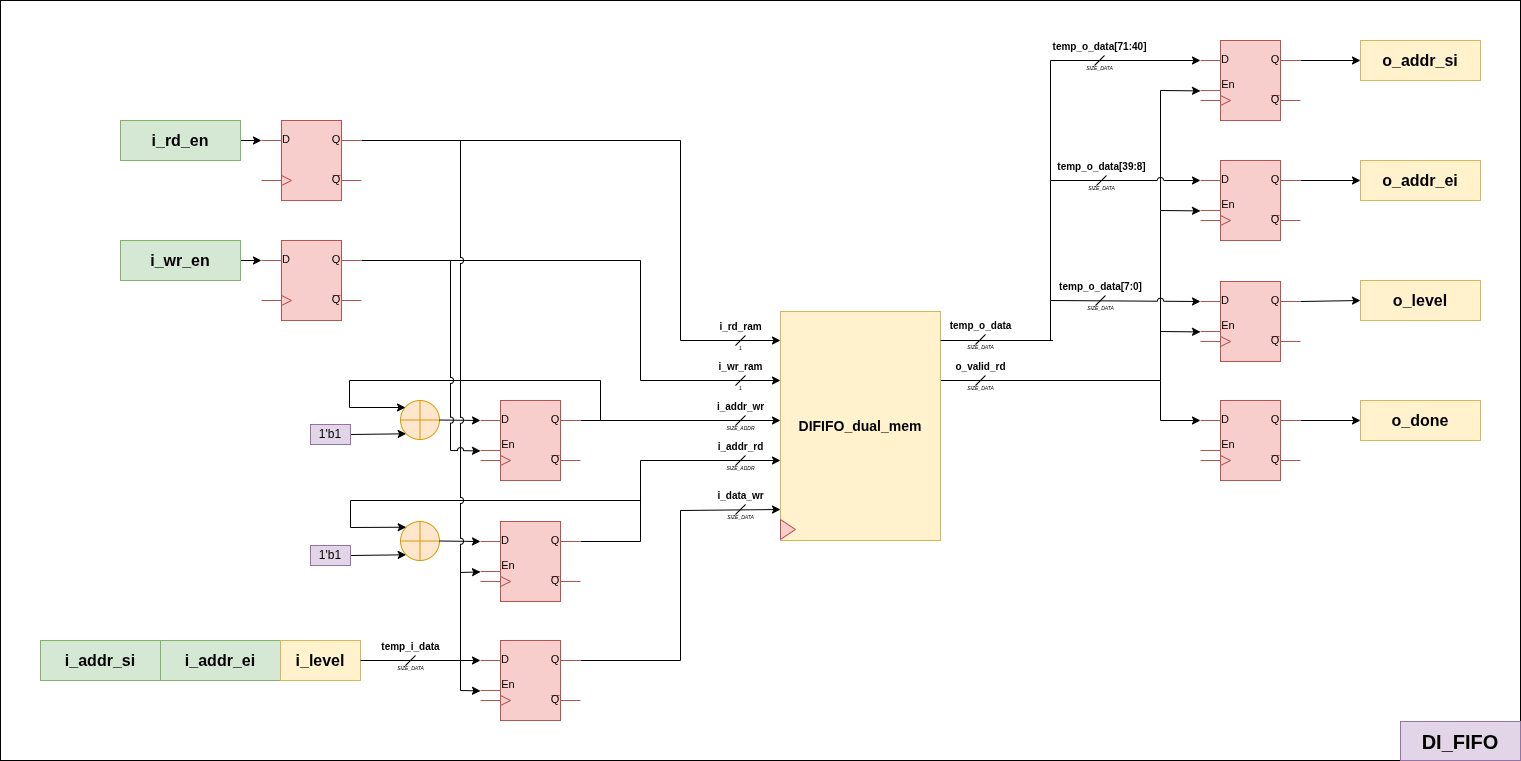 temp_o_data[71:40]
SIZE_DATA
D
Q
En
Q
o_addr_si
i_rd_en
D
Q
Q
temp_o_data[39:8]
SIZE_DATA
D
Q
En
Q
o_addr_ei
i_wr_en
D
Q
Q
temp_o_data[7:0]
SIZE_DATA
D
Q
En
Q
o_level
i_rd_ram
1
temp_o_data
SIZE_DATA
i_wr_ram
1
o_valid_rd
SIZE_DATA
1'b1
D
Q
En
Q
i_addr_wr
SIZE_ADDR
DIFIFO_dual_mem
D
Q
En
Q
o_done
i_addr_rd
SIZE_ADDR
i_data_wr
SIZE_DATA
1'b1
D
Q
En
Q
i_addr_si
i_addr_ei
i_level
temp_i_data
SIZE_DATA
D
Q
En
Q
DI_FIFO